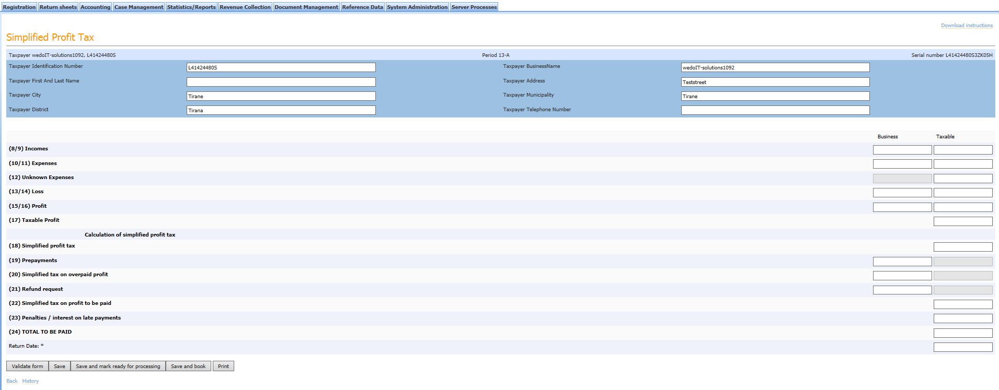 Registration Return sheets Accounting Case Management Statistics/Reports Revenue Collection Document Management Reference Data System Administration Server Processes
Download instructions
Simplified Profit Tax
Taxpayer wedoIT-solutions1092, L41424480S Period 13-A Serial number L41424480S3ZK05H
Taxpayer Identification Number L41424480S Taxpayer BusinessName wedoIT-solutions1092
Taxpayer First And Last Name Taxpayer Address Teststreet
Taxpayer City Tirane Taxpayer Municipality Tirane
Taxpayer District Tirana Taxpayer Telephone Number
Business Taxable
(8/9) Incomes
(10/11) Expenses
(12) Unknown Expenses
(13/14) Loss
(15/16) Profit
(17) Taxable Profit
Calculation of simplified profit tax
(18) Simplified profit tax
(19) Prepayments
(20) Simplified tax on overpaid profit
(21) Refund request
(22) Simplified tax on profit to be paid
(23) Penalties / interest on late payments
(24) TOTAL TO BE PAID
Return Date: *
Validate form Save Save and mark ready for processing Save and book Print
Back History